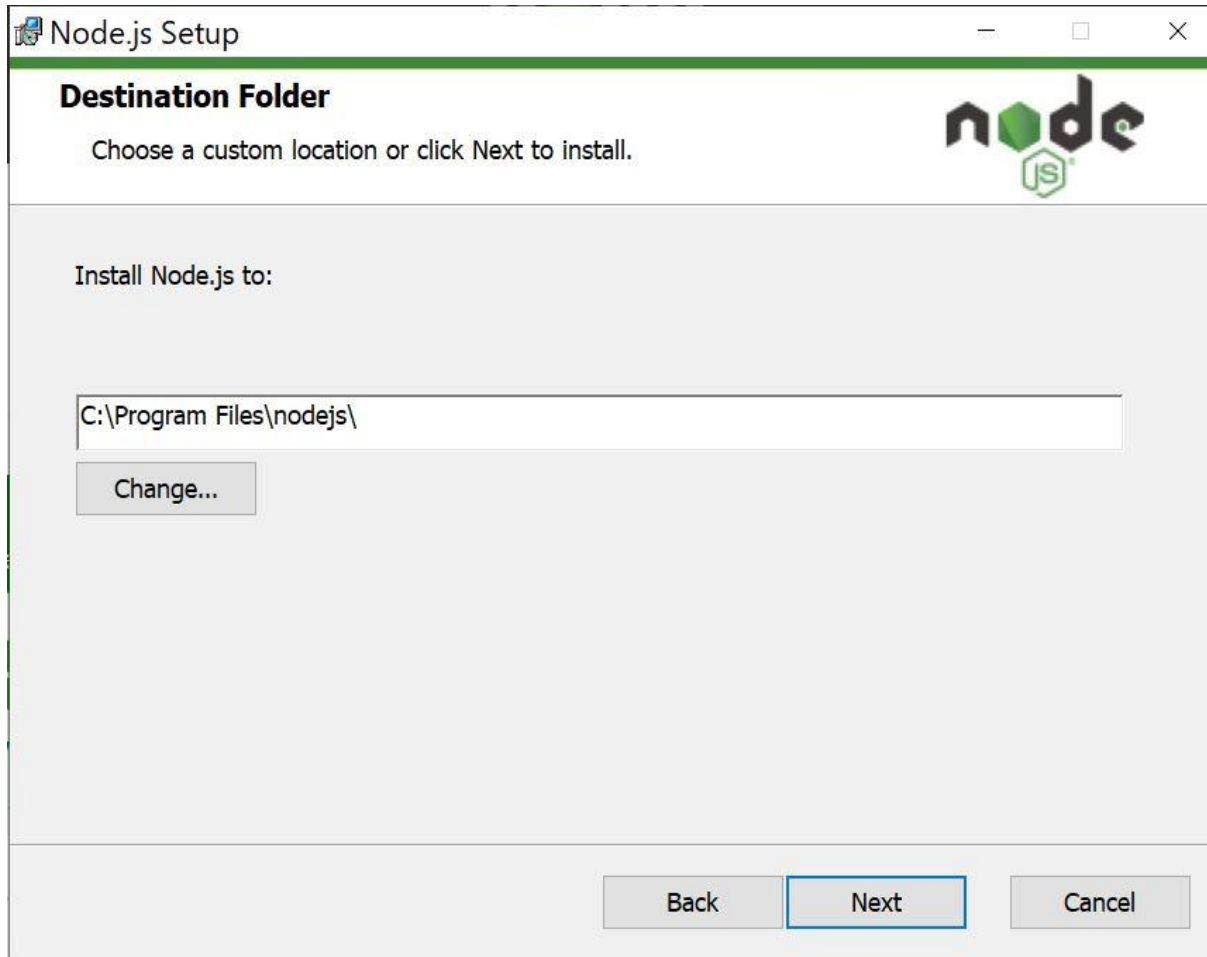 Node.js Setup
Destination Folder
Choose a custom location or click Next to install.
node
JS
Install Node.js to:
C:\Program Files\nodejs\
Change...
Back
Next
Cancel